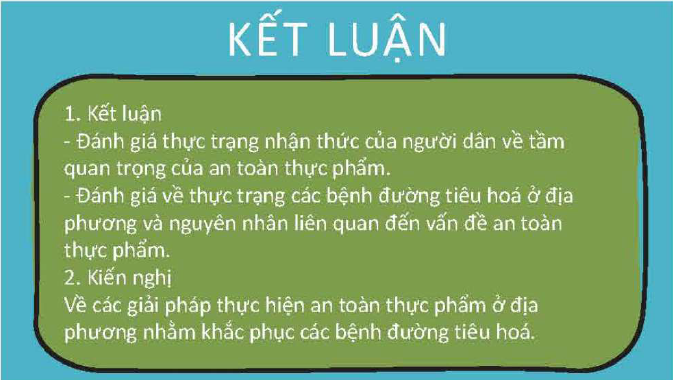 KẾT LUẬN
1. Kết luận
- Đánh giá thực trạng nhận thức của người dân về tầm
quan trọng của an toàn thực phẩm.
- Đánh giá về thực trạng các bệnh đường tiêu hoá ở địa
phương và nguyên nhân liên quan đến vấn đề an toàn
thực phẩm.
2. Kiến nghị
Về các giải pháp thực hiện an toàn thực phẩm ở địa
phương nhằm khắc phục các bệnh đường tiêu hoá.